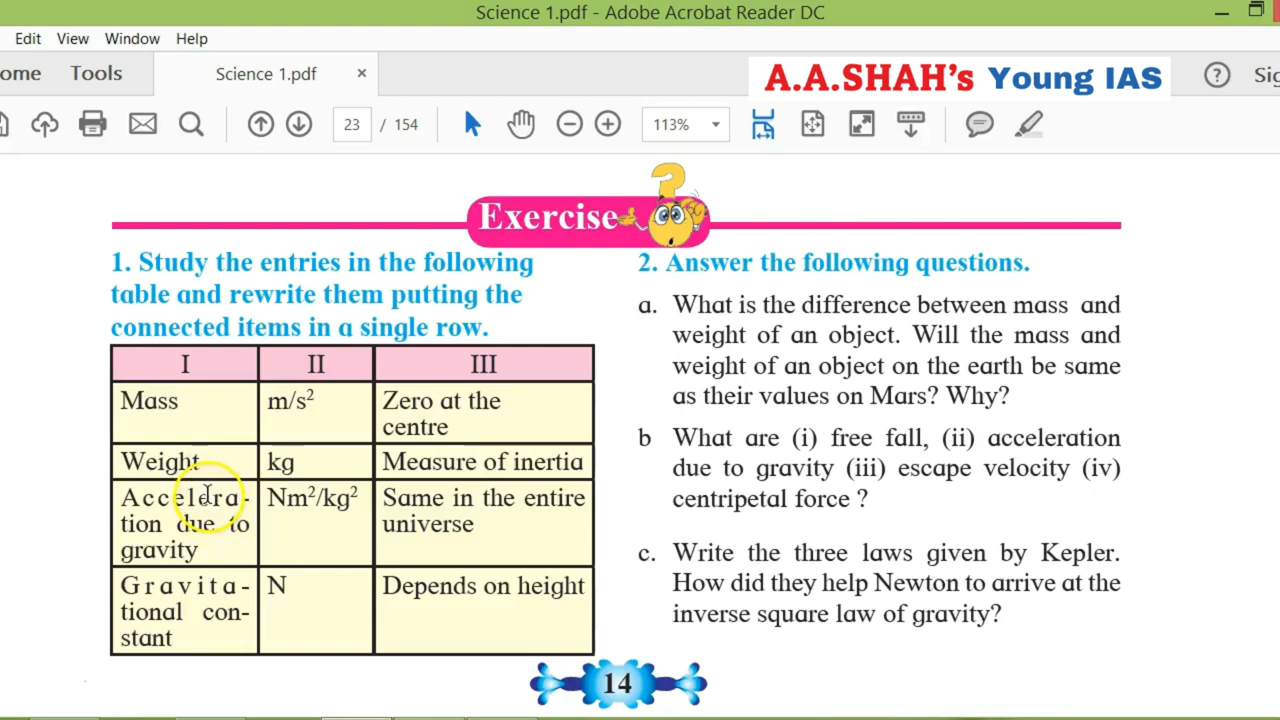 Science 1.pdf - Adobe Acrobat Reader DC
Edit View Window Help
ome Tools Science 1.pdf ×
A.A.SHAH's Young IAS
? Sig
23 / 154 113%
Exercise
1. Study the entries in the following
table and rewrite them putting the
connected items in a single row.
I II III
Mass m/s² Zero at the
centre
Weight kg Measure of inertia
Accelera- Nm²/kg² Same in the entire
tion due to universe
gravity
Gravita- N Depends on height
tional con-
stant
2. Answer the following questions.
a. What is the difference between mass and
weight of an object. Will the mass and
weight of an object on the earth be same
as their values on Mars? Why?
b What are (i) free fall, (ii) acceleration
due to gravity (iii) escape velocity (iv)
centripetal force ?
c. Write the three laws given by Kepler.
How did they help Newton to arrive at the
inverse square law of gravity?
14